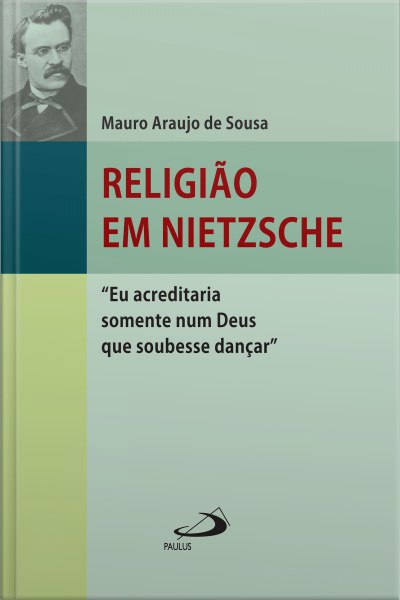 Mauro Araujo de Sousa
RELIGIÃO
EM NIETZSCHE
“Eu acreditaria
somente num Deus
que soubesse dançar”
PAULUS